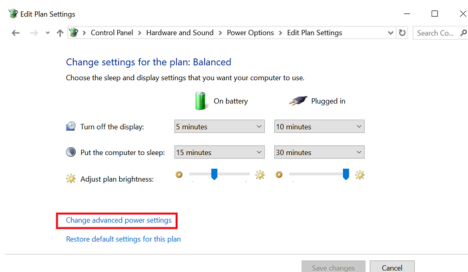 Edit Plan Settings
Control Panel > Hardware and Sound > Power Options > Edit Plan Settings
Search Co...
Change settings for the plan: Balanced
Choose the sleep and display settings that you want your computer to use.
On battery
Plugged in
Turn off the display: 5 minutes 10 minutes
Put the computer to sleep: 15 minutes 30 minutes
Adjust plan brightness:
Change advanced power settings
Restore default settings for this plan
Save changes Cancel